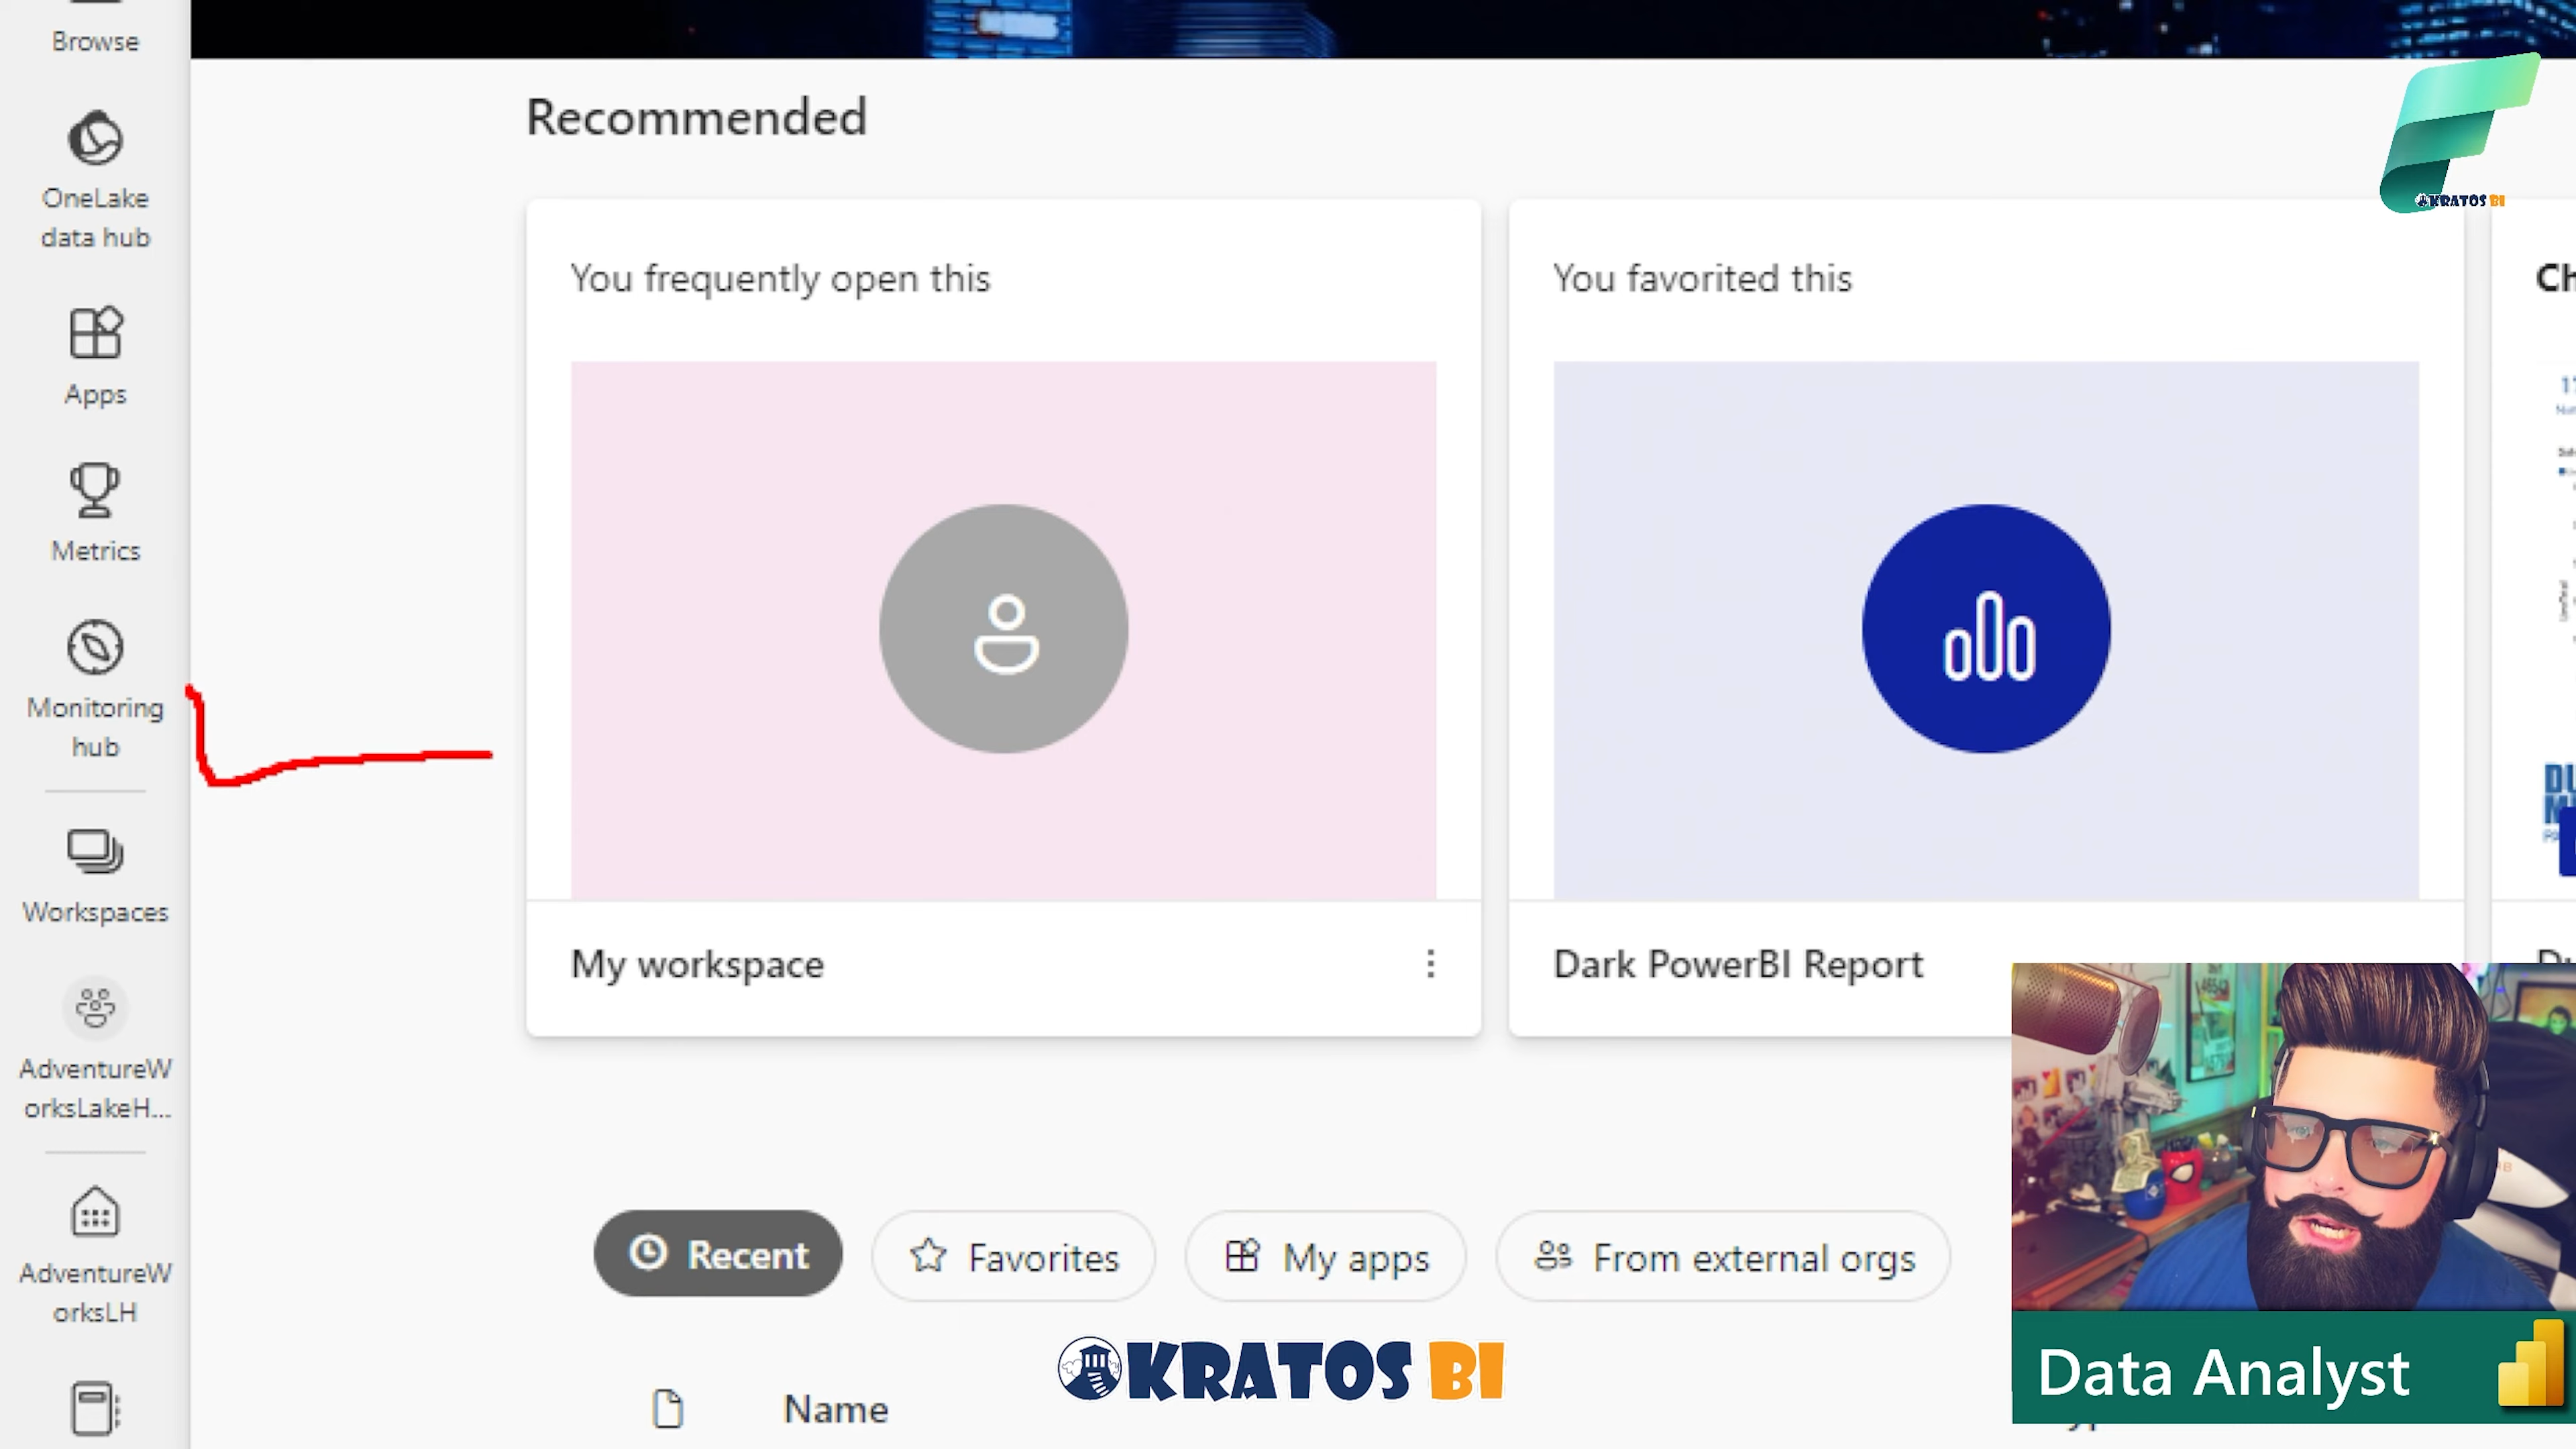 Browse
OneLake
data hub
Apps
Metrics
Monitoring
hub
Workspaces
AdventureW
orksLakeH...
AdventureW
orksLH
Recommended
KRATOS BI
You frequently open this
You favorited this
My workspace
Dark PowerBI Report
Recent
Favorites
My apps
From external orgs
KRATOS BI
Name
Data Analyst